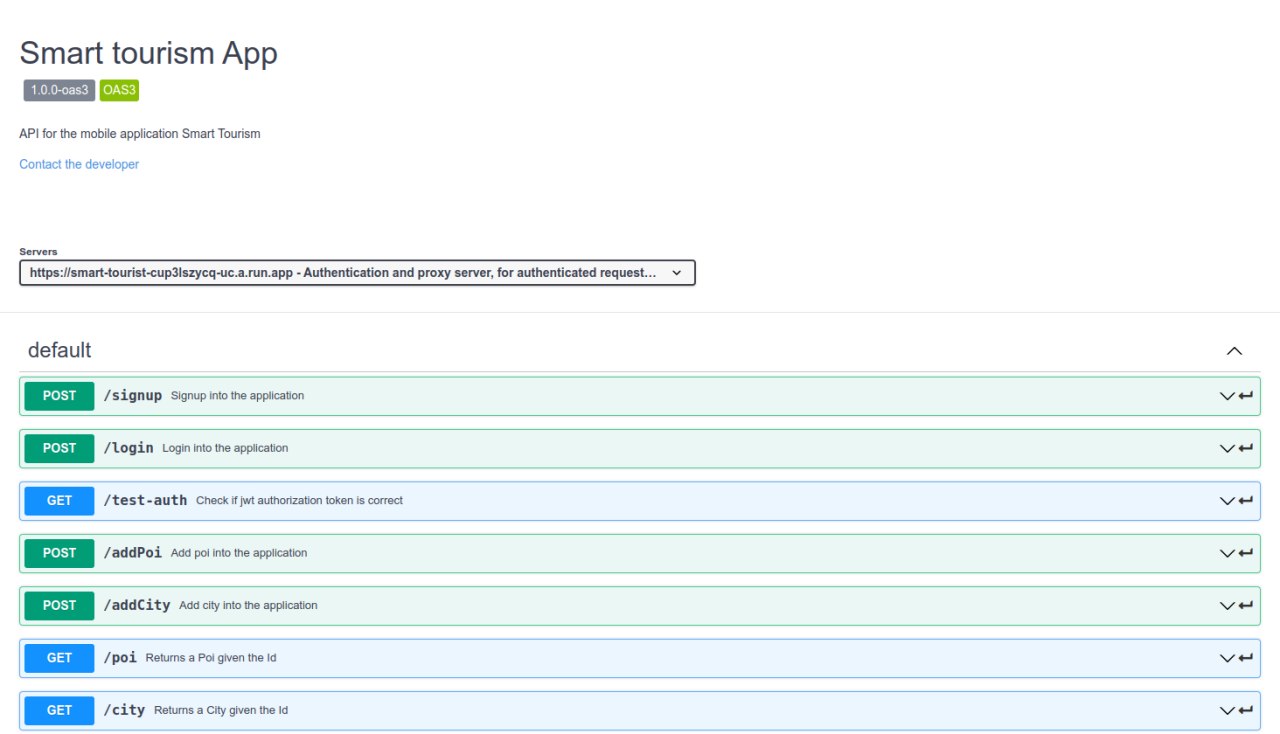 Smart tourism App
1.0.0-oas3 OAS3
API for the mobile application Smart Tourism
Contact the developer
Servers
https://smart-tourist-cup3lszycq-uc.a.run.app - Authentication and proxy server, for authenticated request...
default
POST /signup Signup into the application
POST /login Login into the application
GET /test-auth Check if jwt authorization token is correct
POST /addPoi Add poi into the application
POST /addCity Add city into the application
GET /poi Returns a Poi given the Id
GET /city Returns a City given the Id